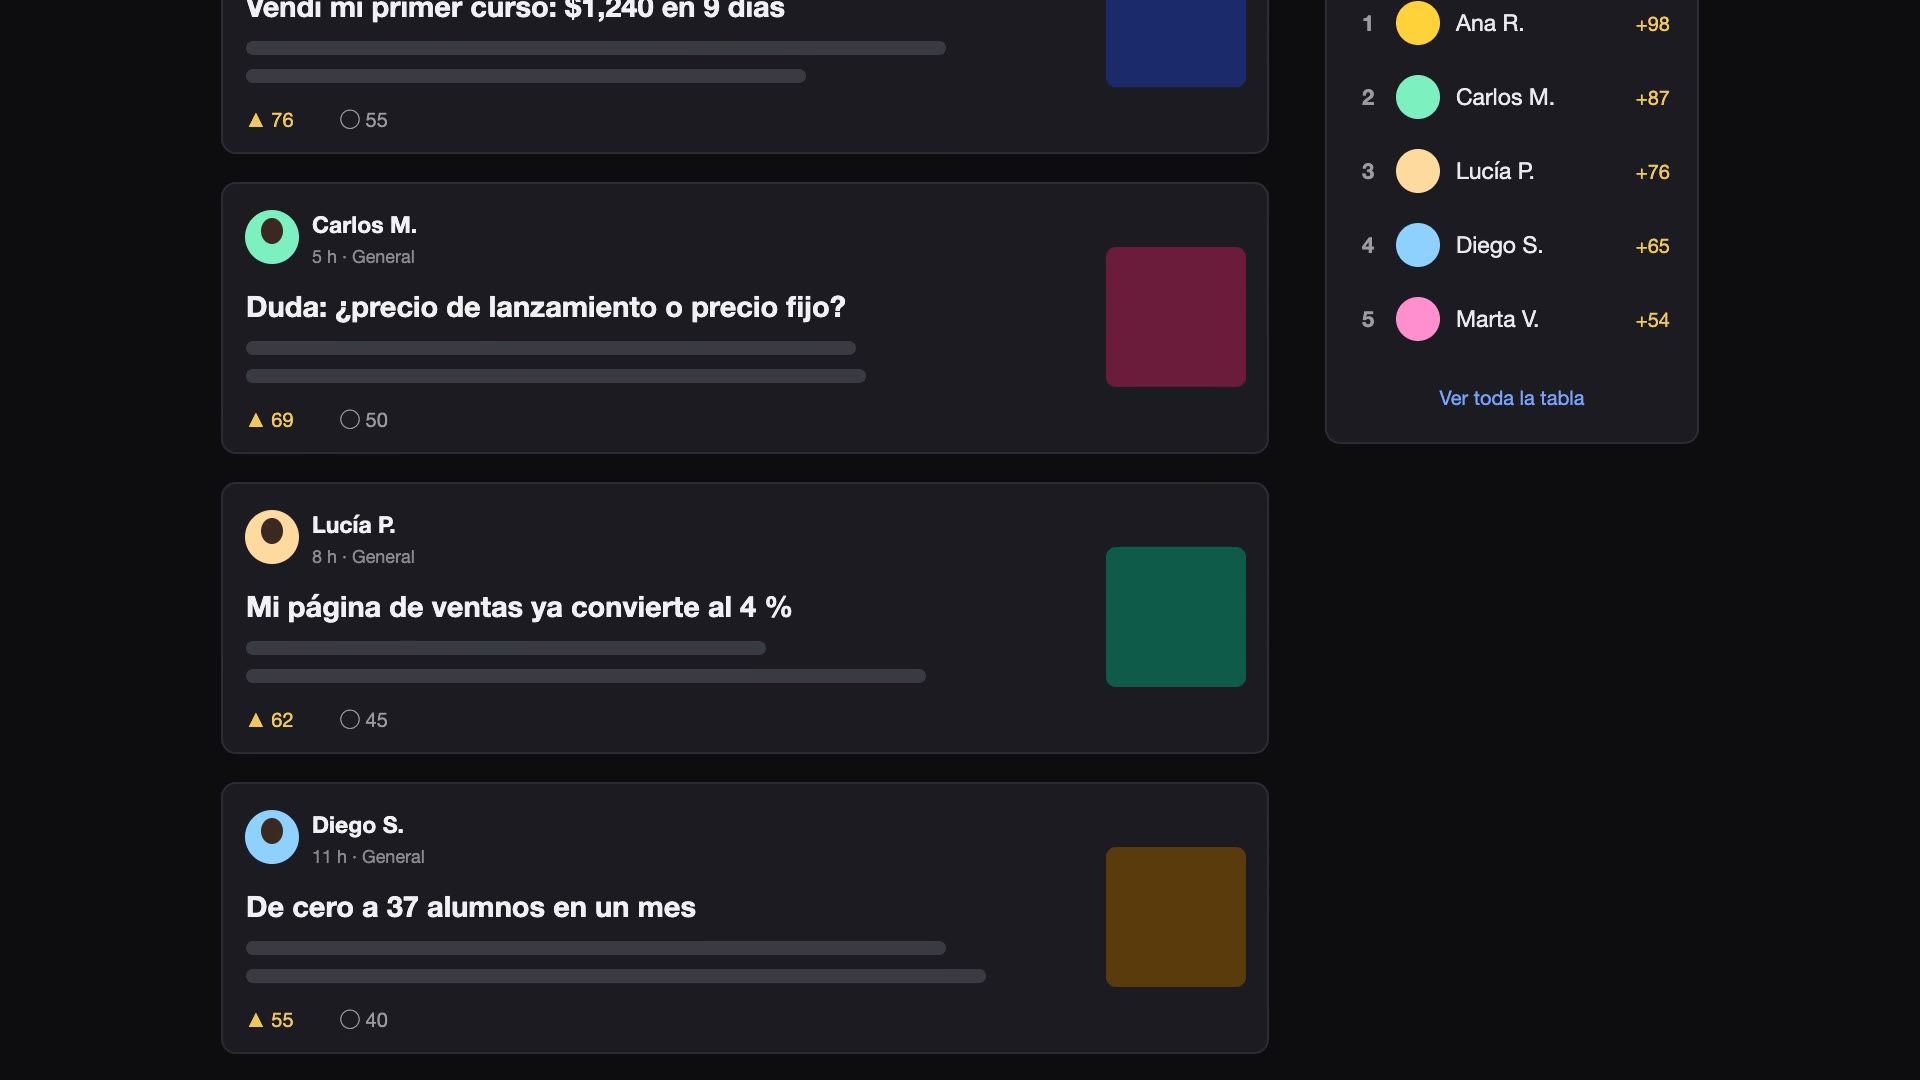 Vendí mi primer curso: $1,240 en 9 días
▲ 76 55
Carlos M.
5 h · General
Duda: ¿precio de lanzamiento o precio fijo?
▲ 69 50
Lucía P.
8 h · General
Mi página de ventas ya convierte al 4 %
▲ 62 45
Diego S.
11 h · General
De cero a 37 alumnos en un mes
▲ 55 40
1 Ana R. +98
2 Carlos M. +87
3 Lucía P. +76
4 Diego S. +65
5 Marta V. +54
Ver toda la tabla